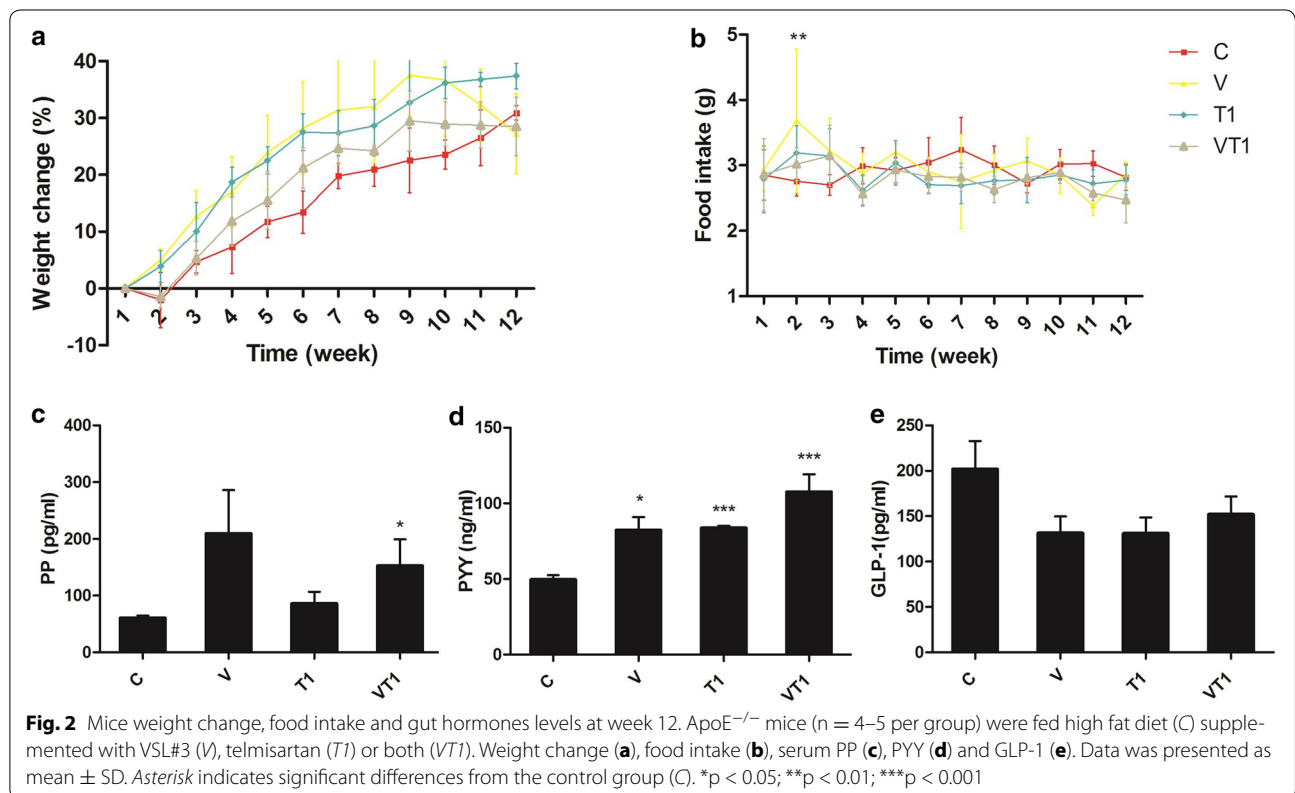 a
40
30
20
10
0
-10
Weight change (%)
1 2 3 4 5 6 7 8 9 10 11 12
Time (week)
b
**
5
4
3
2
1
Food intake (g)
1 2 3 4 5 6 7 8 9 10 11 12
Time (week)
C
V
T1
VT1
c
400
300
200
100
0
PP (pg/ml)
*
C V T1 VT1
d
150
100
50
0
PYY (ng/ml)
* *** ***
C V T1 VT1
e
250
200
150
100
50
0
GLP-1(pg/ml)
C V T1 VT1
Fig. 2 Mice weight change, food intake and gut hormones levels at week 12. ApoE−/− mice (n = 4–5 per group) were fed high fat diet (C) supple-
mented with VSL#3 (V), telmisartan (T1) or both (VT1). Weight change (a), food intake (b), serum PP (c), PYY (d) and GLP-1 (e). Data was presented as
mean ± SD. Asterisk indicates significant differences from the control group (C). *p < 0.05; **p < 0.01; ***p < 0.001